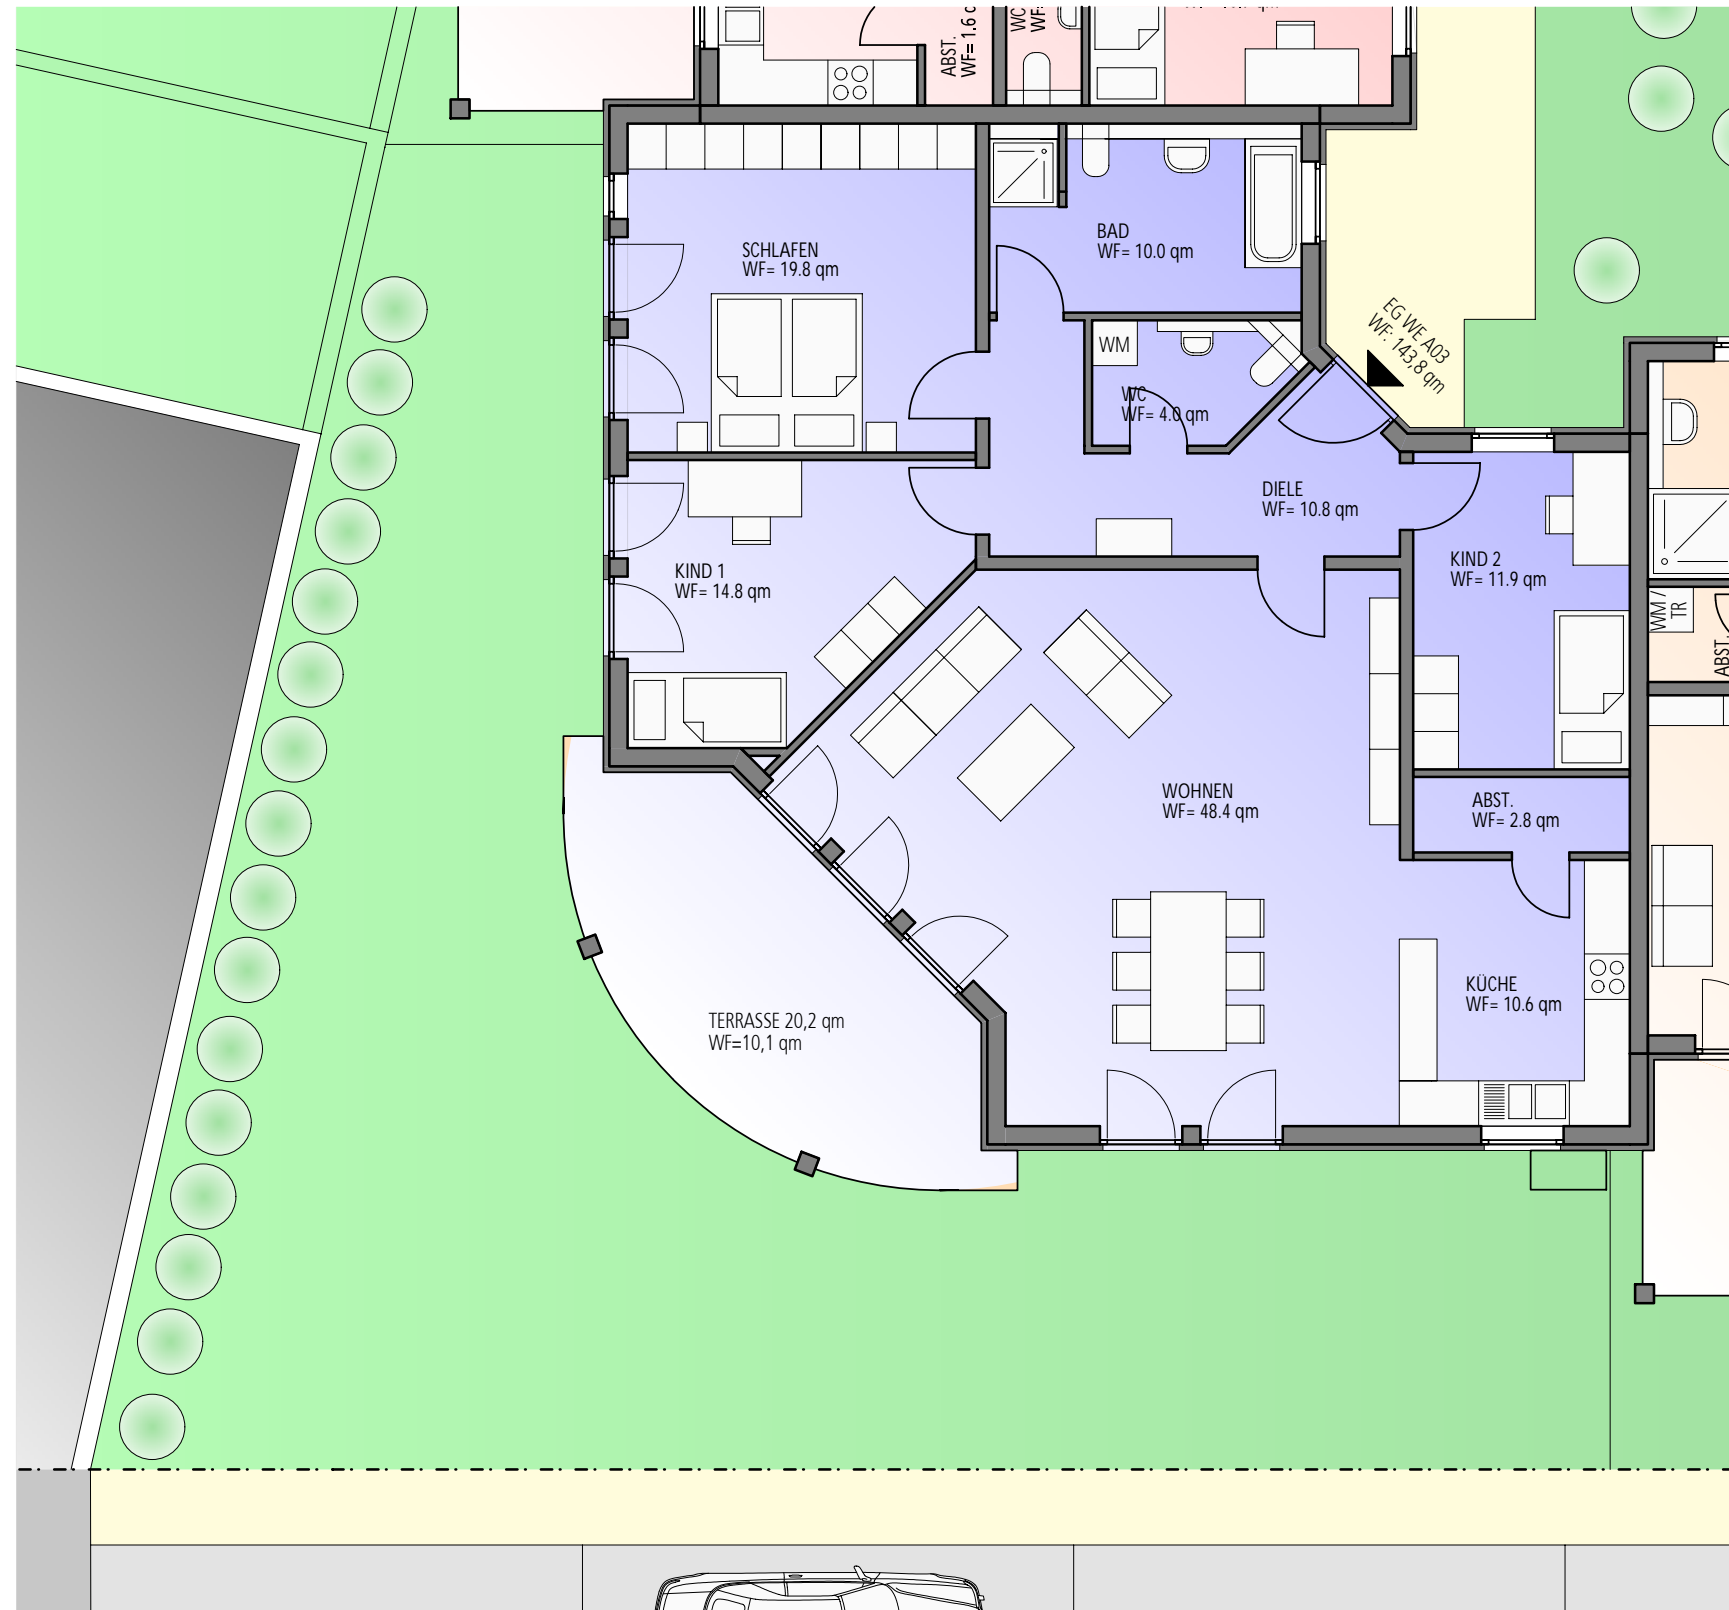 ABST.
WF= 1.6
WC
WF=
SCHLAFEN
WF= 19.8 qm
BAD
WF= 10.0 qm
EG WE A03
WF: 143,8 qm
WM
WC
WF= 4.0 qm
DIELE
WF= 10.8 qm
KIND 1
WF= 14.8 qm
KIND 2
WF= 11.9 qm
WM /
TR
ABST.
WOHNEN
WF= 48.4 qm
ABST.
WF= 2.8 qm
KÜCHE
WF= 10.6 qm
TERRASSE 20,2 qm
WF=10,1 qm